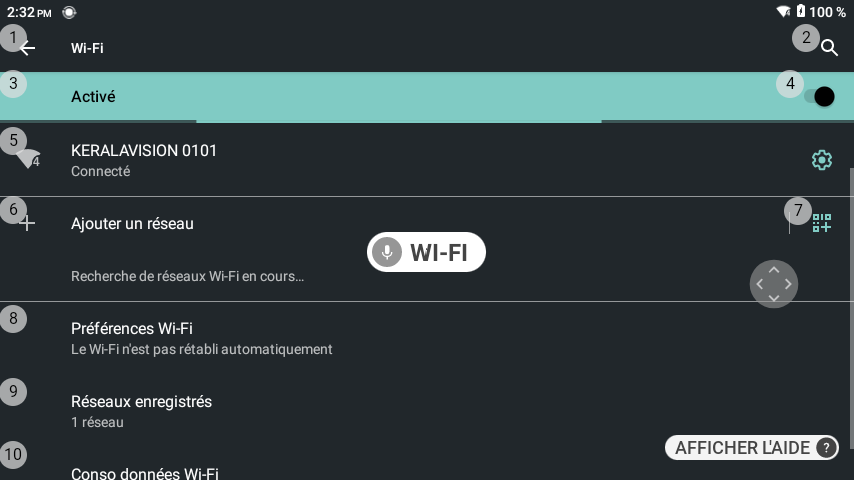 2:32 PM
100 %
1
Wi-Fi
2
3
Activé
4
5
KERALAVISION 0101
4
Connecté
6
Ajouter un réseau
7
WI-FI
Recherche de réseaux Wi-Fi en cours…
8
Préférences Wi-Fi
Le Wi-Fi n'est pas rétabli automatiquement
9
Réseaux enregistrés
1 réseau
AFFICHER L'AIDE ?
10
Conso données Wi-Fi